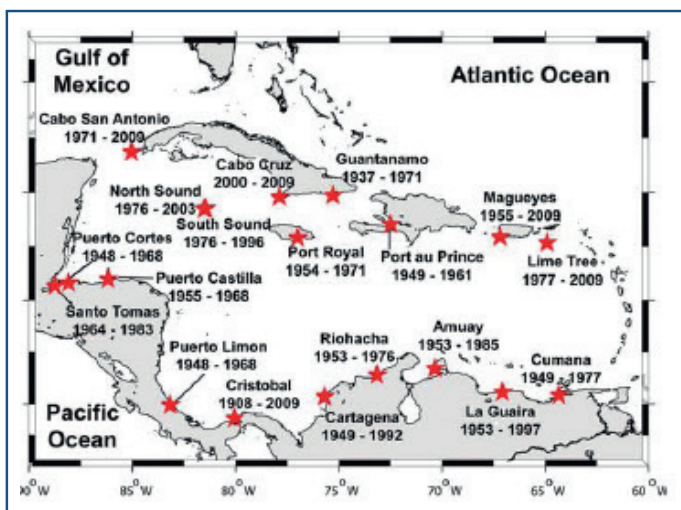 Gulf of
Mexico
Atlantic Ocean
Cabo San Antonio
1971 - 2009
Cabo Cruz
2000 - 2009
Guantanamo
1937 - 1971
North Sound
1976 - 2003
Magueyes
1955 - 2009
South Sound
1976 - 1996
Puerto Cortes
1948 - 1968
Port Royal
1954 - 1971
Port au Prince
1949 - 1961
Lime Tree
1977 - 2009
Puerto Castilla
1955 - 1968
Santo Tomas
1964 - 1983
Puerto Limon
1948 - 1968
Riohacha
1953 - 1976
Amuay
1953 - 1985
Cumana
1949 - 1977
Cristobal
1908 - 2009
Pacific
Ocean
Cartagena
1949 - 1992
La Guaira
1953 - 1997
85°W
80°W
75°W
70°W
65°W
60°W